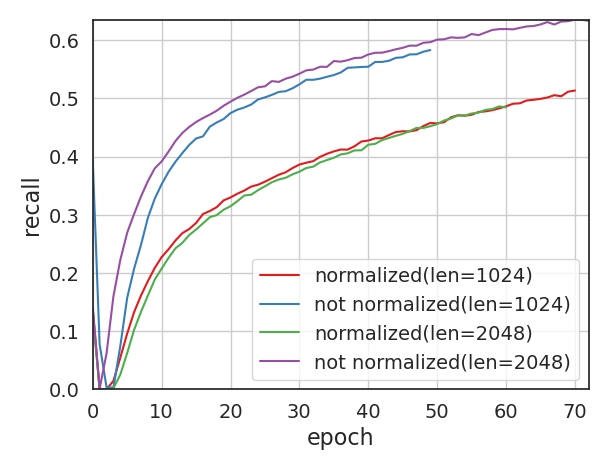 0.6
0.5
0.4
0.3
0.2
0.1
0.0
recall
normalized(len=1024)
not normalized(len=1024)
normalized(len=2048)
not normalized(len=2048)
0 10 20 30 40 50 60 70
epoch